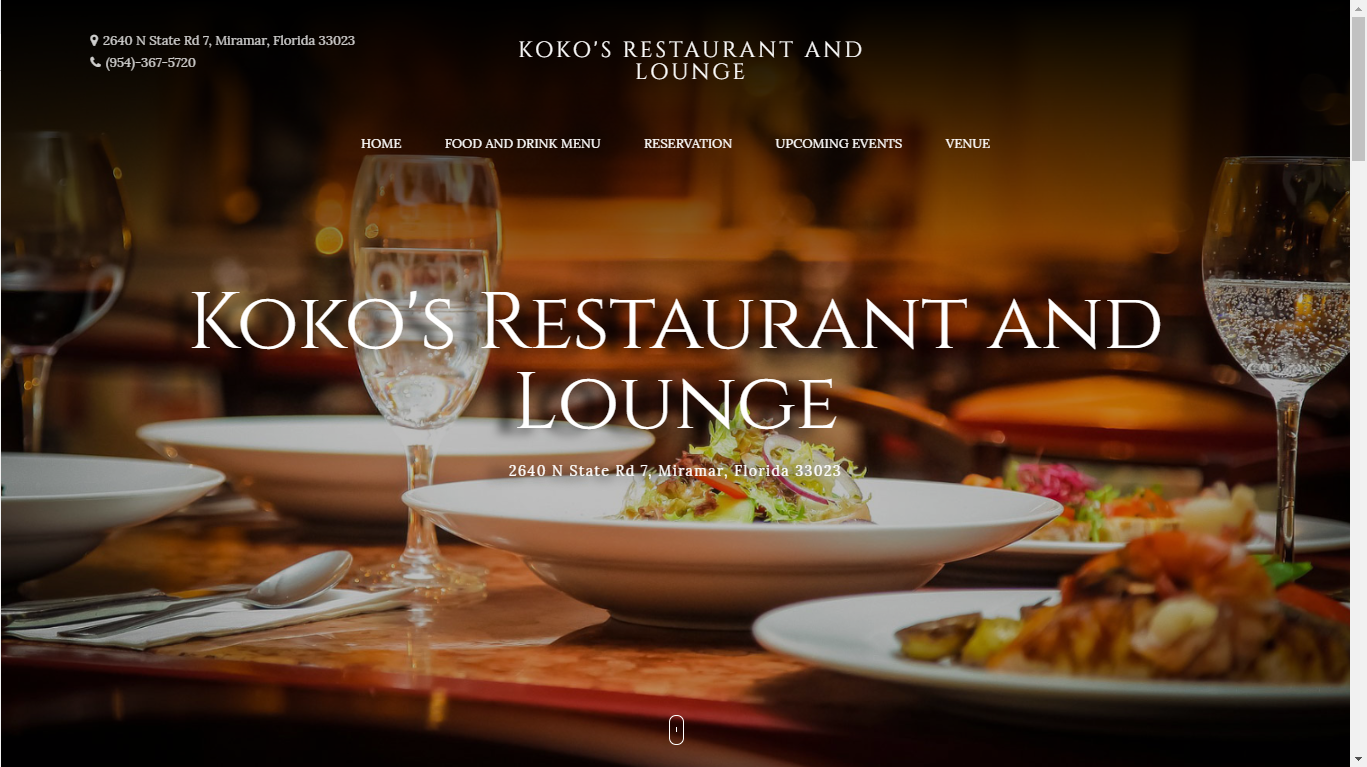 2640 N State Rd 7, Miramar, Florida 33023
(954)-367-5720
KOKO'S RESTAURANT AND
LOUNGE
HOME FOOD AND DRINK MENU RESERVATION UPCOMING EVENTS VENUE
Koko's Restaurant and
Lounge
2640 N State Rd 7, Miramar, Florida 33023